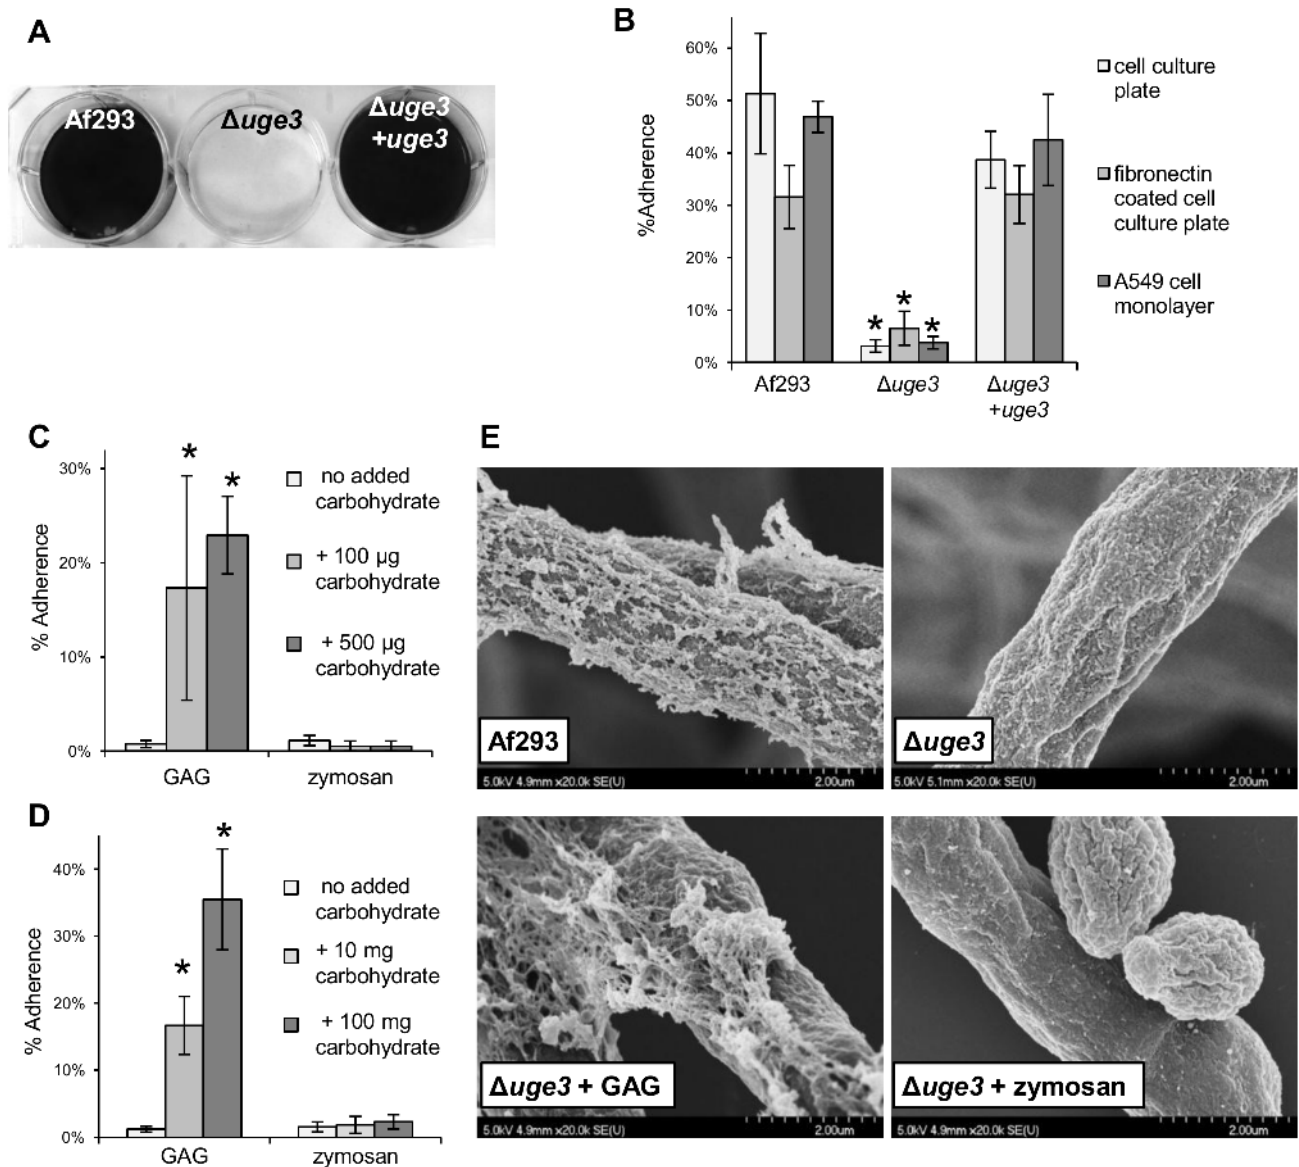 A
Af293
Δuge3
Δuge3
+uge3
B
60%
50%
40%
30%
20%
10%
0%
%Adherence
*
*
*
Af293
Δuge3
Δuge3
+uge3
cell culture
plate
fibronectin
coated cell
culture plate
A549 cell
monolayer
C
30%
20%
10%
0%
% Adherence
*
*
GAG
zymosan
no added
carbohydrate
+ 100 µg
carbohydrate
+ 500 µg
carbohydrate
D
40%
30%
20%
10%
0%
% Adherence
*
*
GAG
zymosan
no added
carbohydrate
+ 10 mg
carbohydrate
+ 100 mg
carbohydrate
E
Af293
5.0kV 4.9mm x20.0k SE(U)
2.00um
Δuge3
5.0kV 5.1mm x20.0k SE(U)
2.00um
Δuge3 + GAG
5.0kV 4.9mm x20.0k SE(U)
2.00um
Δuge3 + zymosan
5.0kV 4.9mm x20.0k SE(U)
2.00um